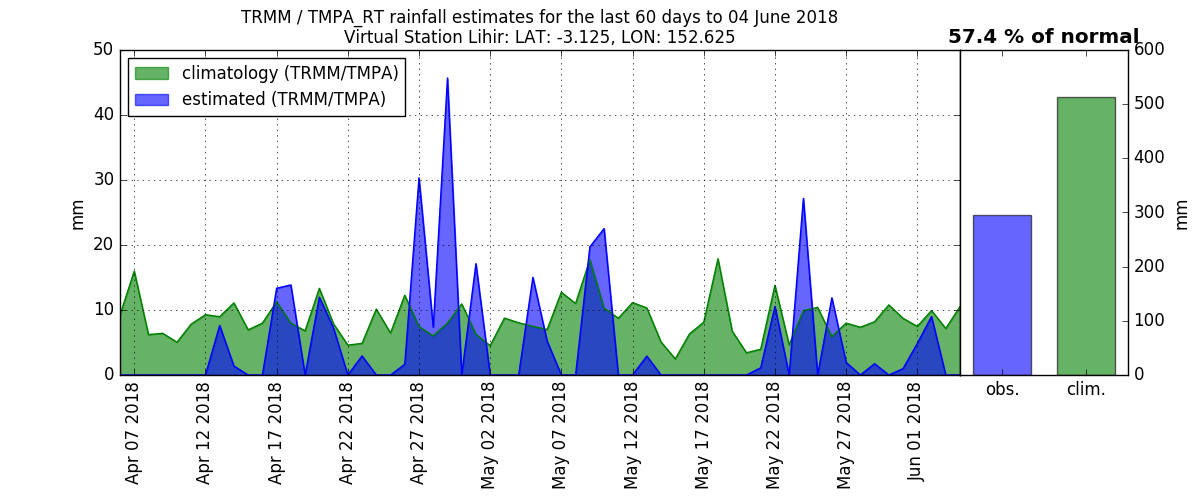 TRMM / TMPA_RT rainfall estimates for the last 60 days to 04 June 2018
Virtual Station Lihir: LAT: -3.125, LON: 152.625
57.4 % of normal
climatology (TRMM/TMPA)
estimated (TRMM/TMPA)
mm
50
40
30
20
10
0
Apr 07 2018
Apr 12 2018
Apr 17 2018
Apr 22 2018
Apr 27 2018
May 02 2018
May 07 2018
May 12 2018
May 17 2018
May 22 2018
May 27 2018
Jun 01 2018
obs.
clim.
600
500
400
300
200
100
0
mm